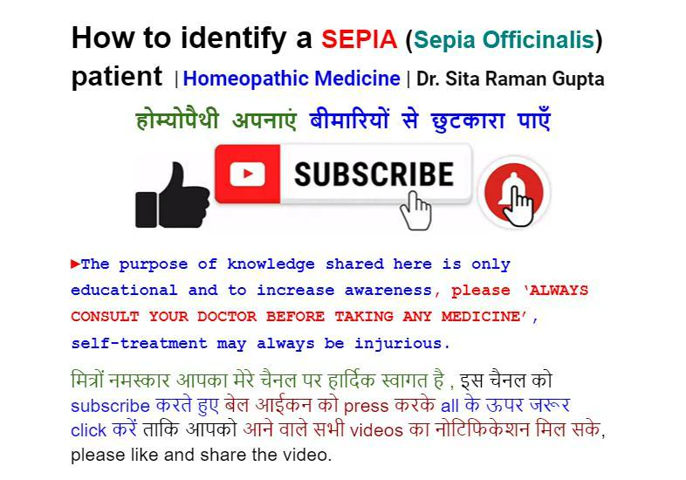 How to identify a SEPIA (Sepia Officinalis)
patient | Homeopathic Medicine | Dr. Sita Raman Gupta
होम्योपैथी अपनाएं बीमारियों से छुटकारा पाएँ
SUBSCRIBE
►The purpose of knowledge shared here is only
educational and to increase awareness, please ‘ALWAYS
CONSULT YOUR DOCTOR BEFORE TAKING ANY MEDICINE’,
self-treatment may always be injurious.
मित्रों नमस्कार आपका मेरे चैनल पर हार्दिक स्वागत है , इस चैनल को
subscribe करते हुए बेल आईकन को press करके all के ऊपर जरूर
click करें ताकि आपको आने वाले सभी videos का नोटिफिकेशन मिल सके,
please like and share the video.